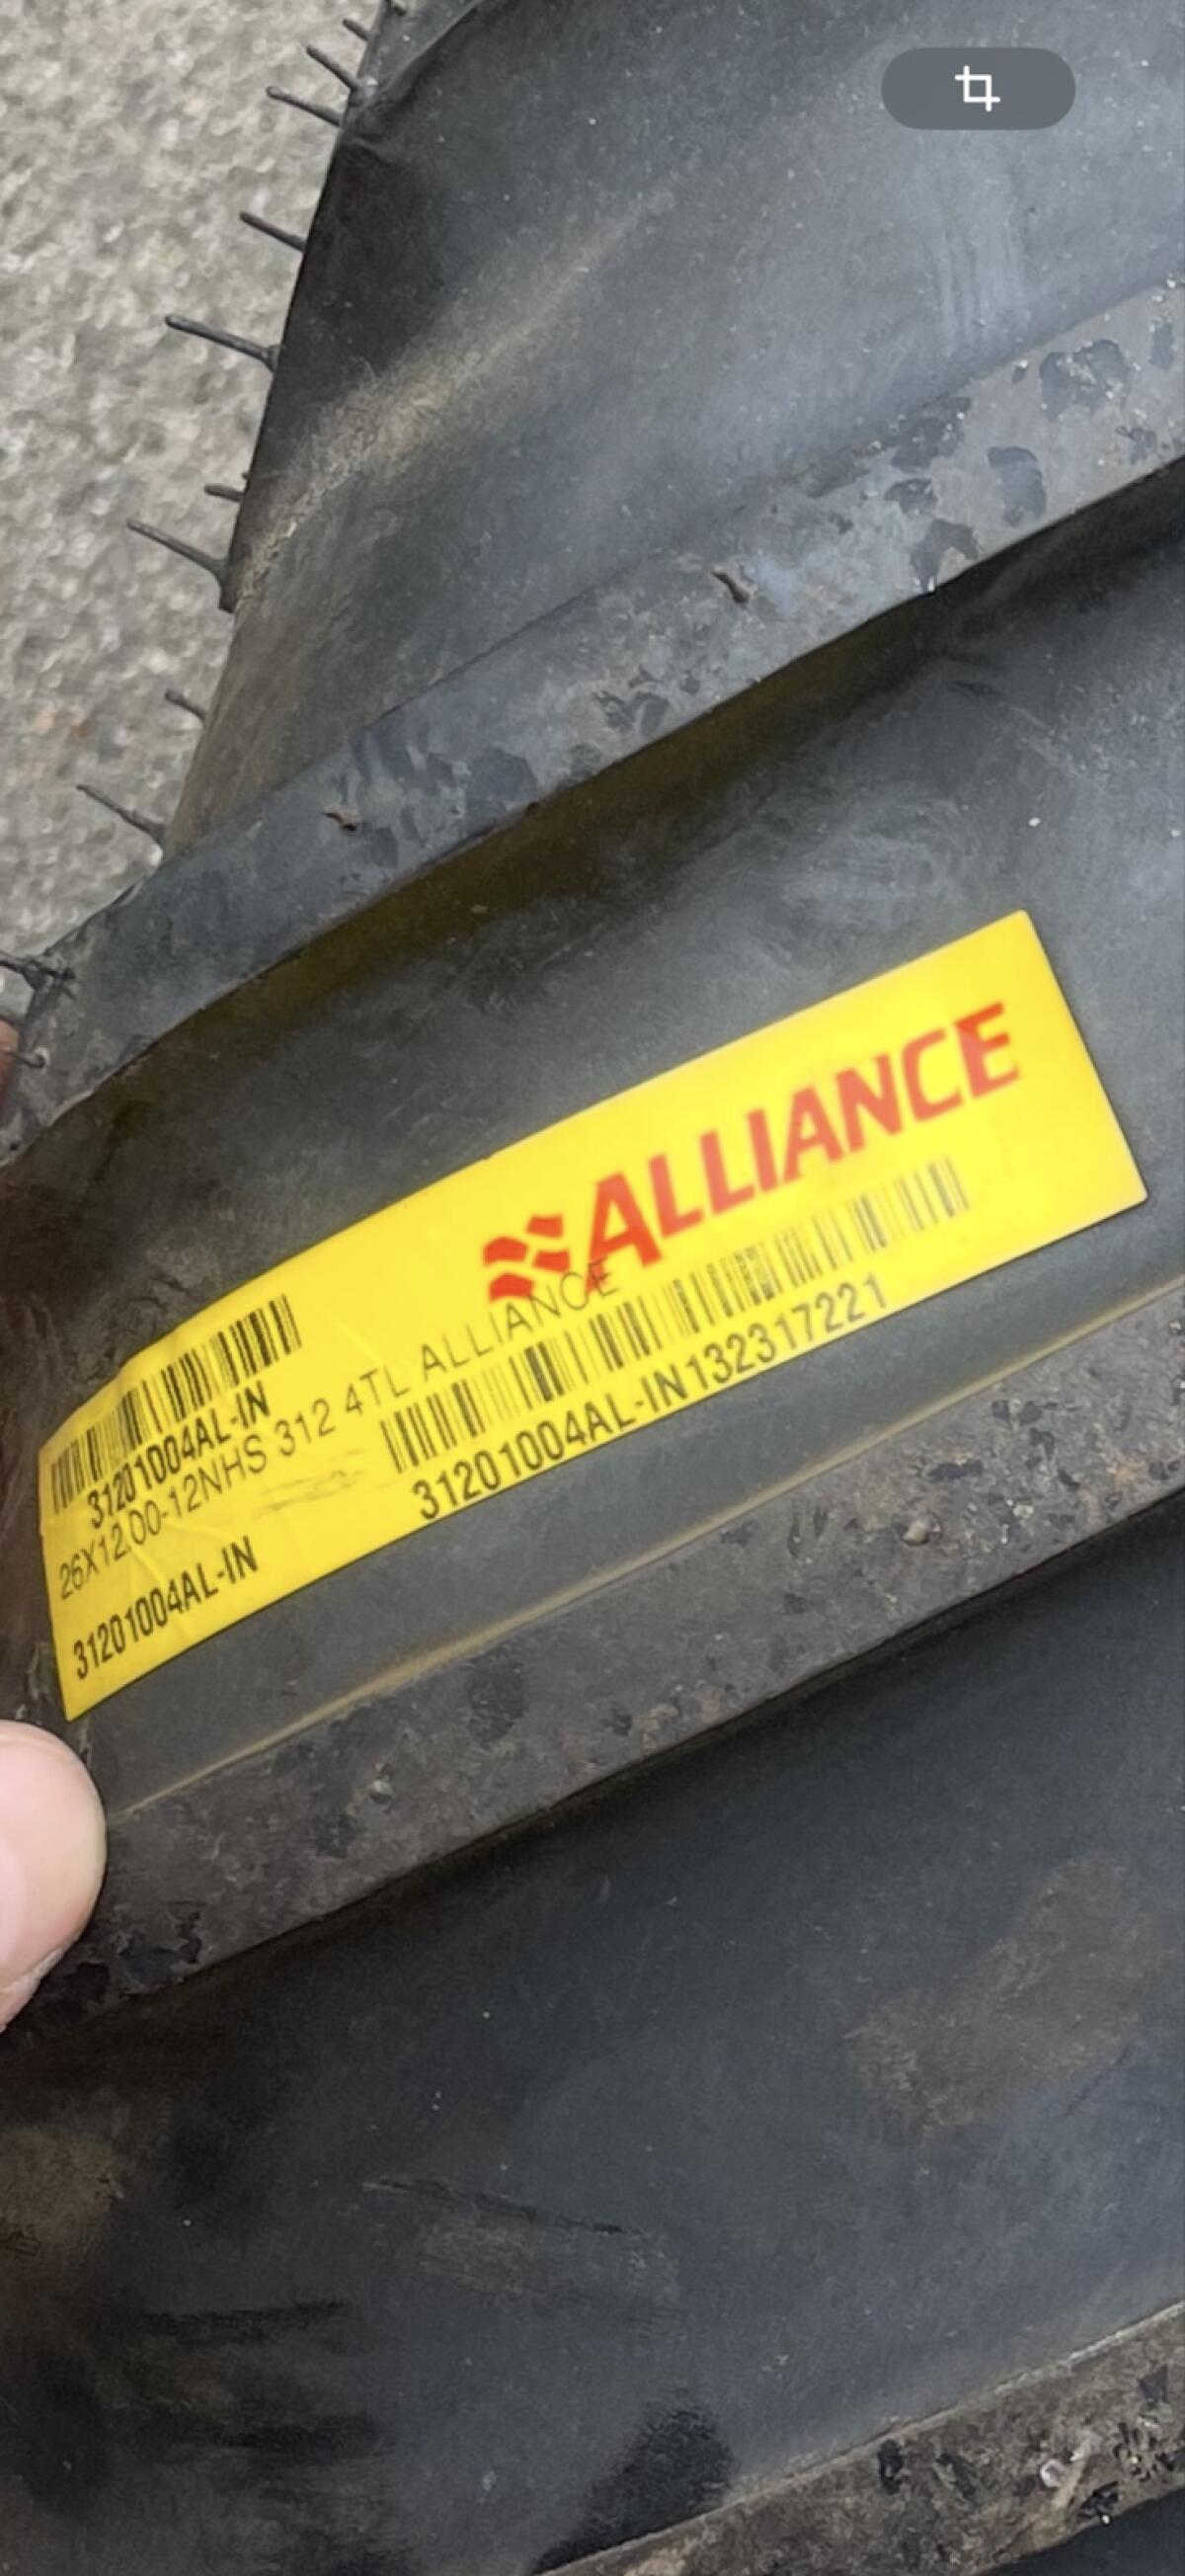 ALLIANCE
31201004AL-IN
26X12.00-12NHS 312 4TL ALLIANCE
31201004AL-IN132317221
31201004AL-IN